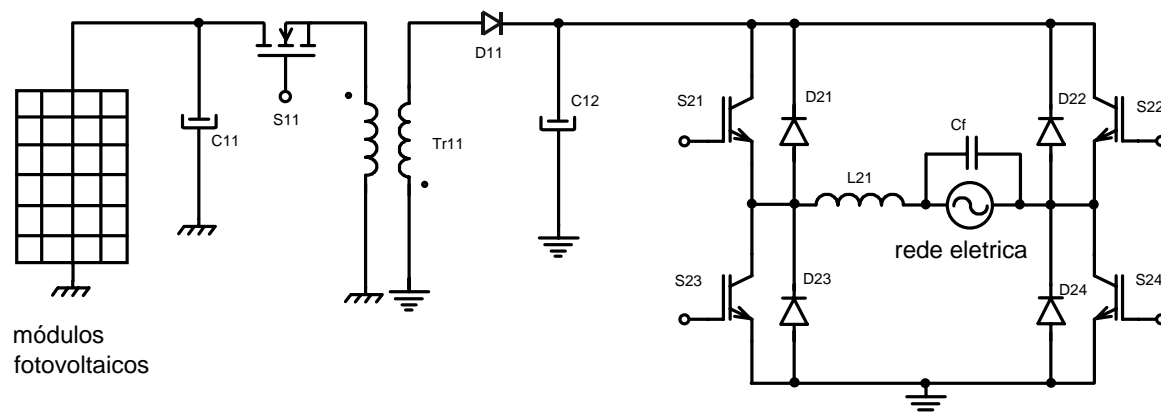 D11
S21
D21
D22
S22
C11
S11
Tr11
C12
Cf
L21
rede eletrica
S23
D23
D24
S24
módulos
fotovoltaicos